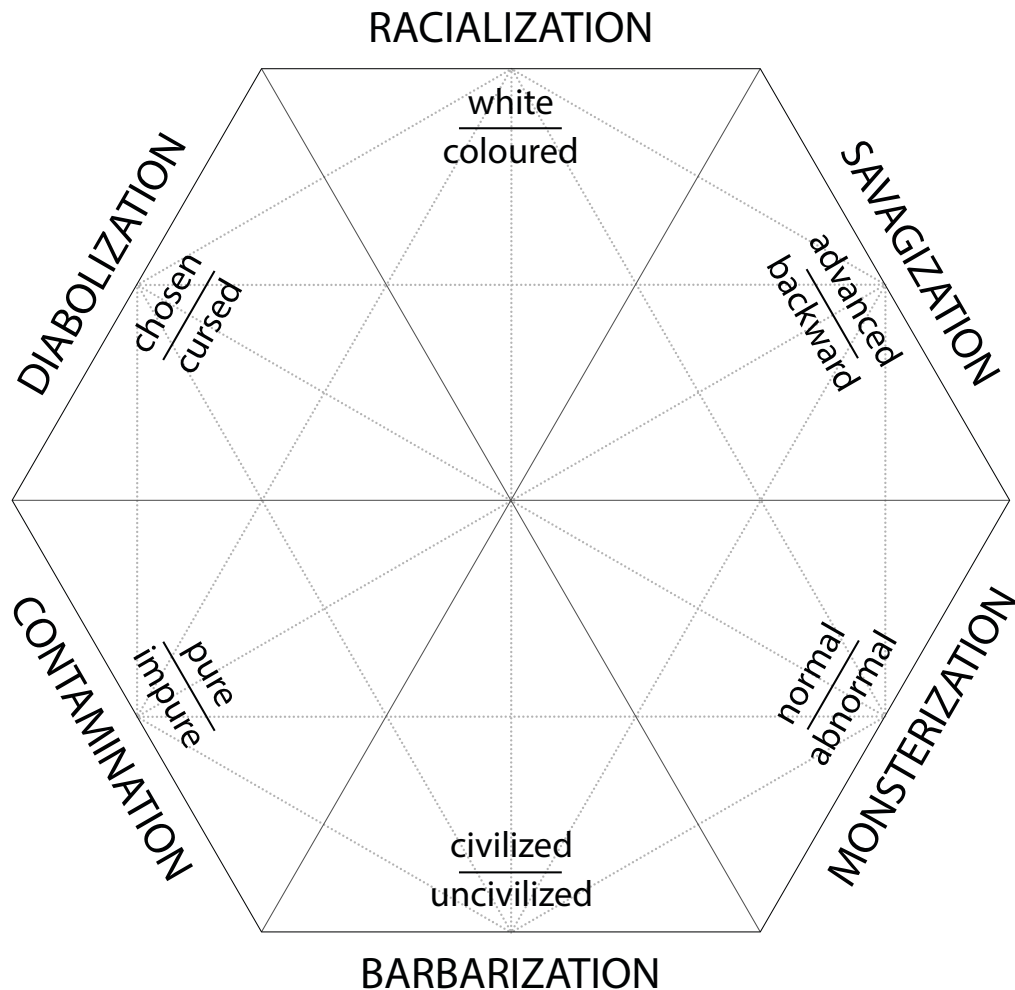 RACIALIZATION
white
coloured
SAVAGIZATION
advanced
backward
MONSTERIZATION
normal
abnormal
BARBARIZATION
civilized
uncivilized
CONTAMINATION
pure
impure
DIABOLIZATION
chosen
cursed